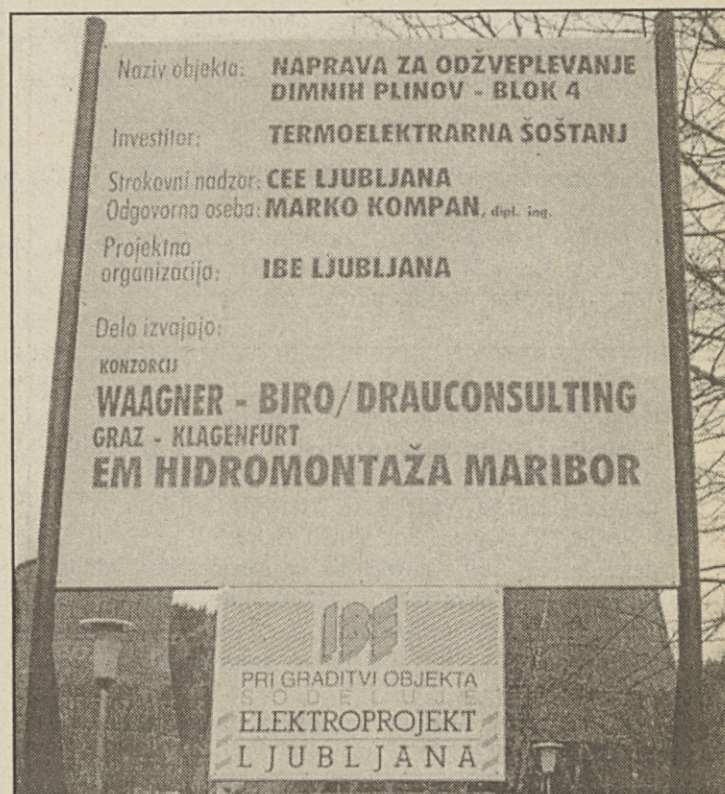 Naziv objekta: NAPRAVA ZA ODŽVEPLEVANJE
DIMNIH PLINOV - BLOK 4
Investitor: TERMOELEKTRARNA ŠOŠTANJ
Strokovni nadzor: CEE LJUBLJANA
Odgovorna oseba: MARKO KOMPAN, dipl. ing.
Projektna
organizacija: IBE LJUBLJANA
Dela izvajajo:
KONZORCIJ
WAAGNER - BIRO/DRAUCONSULTING
GRAZ - KLAGENFURT
EM HIDROMONTAŽA MARIBOR
IBE
PRI GRADITVI OBJEKTA
SODELUJE
ELEKTROPROJEKT
LJUBLJANA